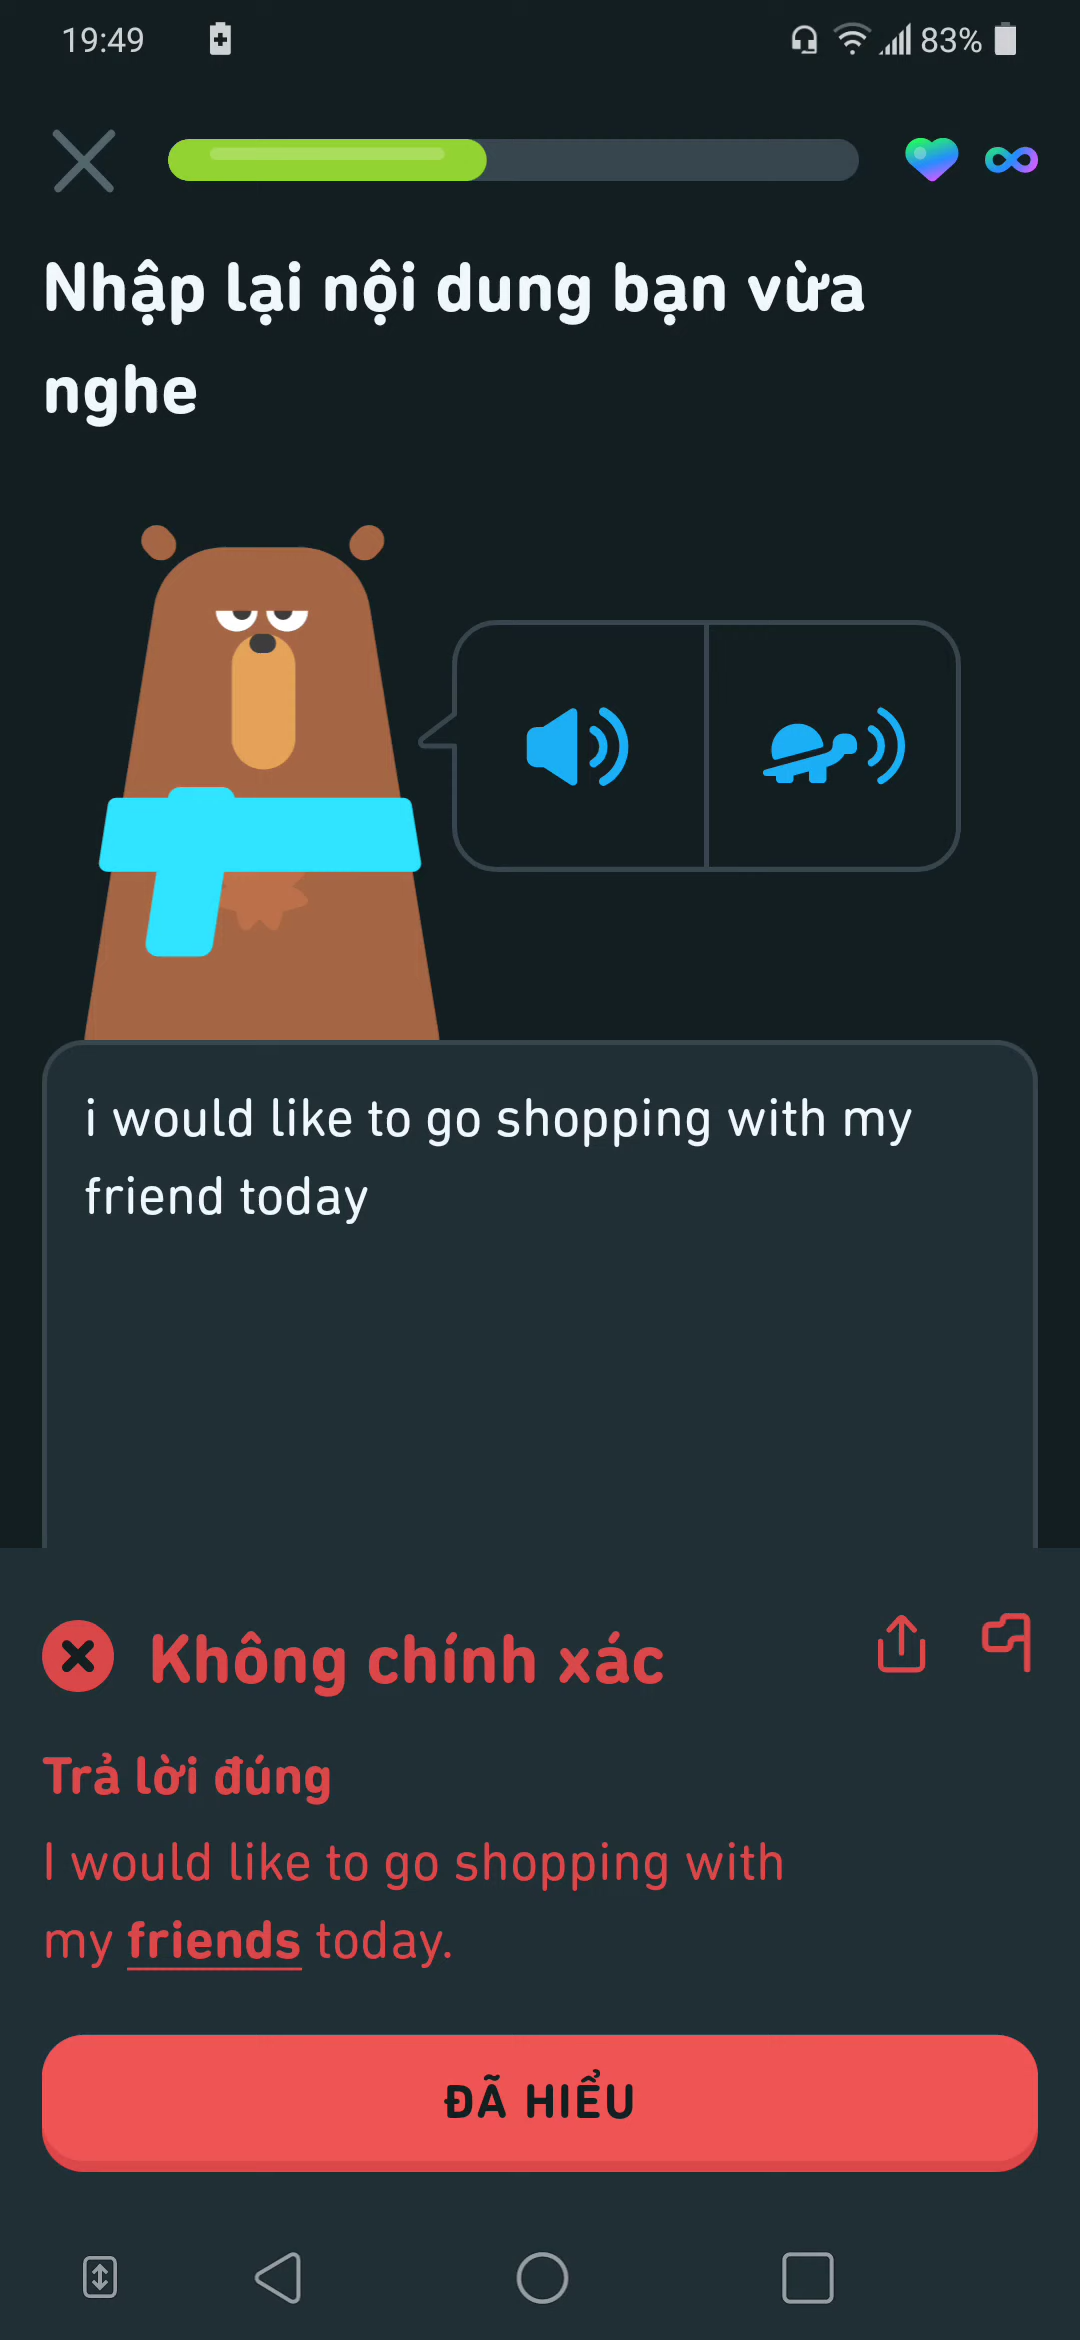 19:49
83%
Nhập lại nội dung bạn vừa
nghe
i would like to go shopping with my
friend today
Không chính xác
Trả lời đúng
I would like to go shopping with
my friends today.
ĐÃ HIỂU